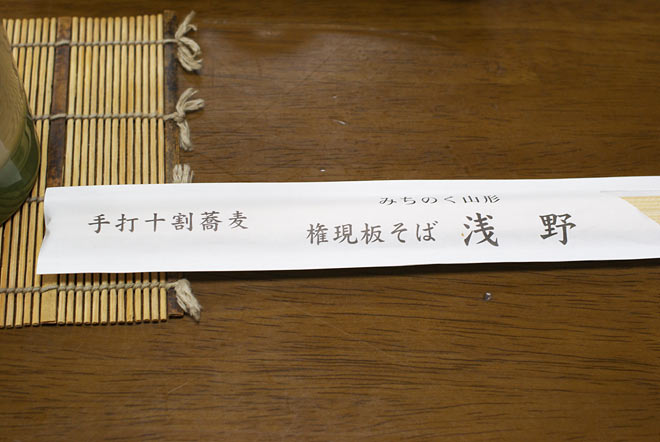 手打十割蕎麦
みちのく山形
権現板そば 浅野